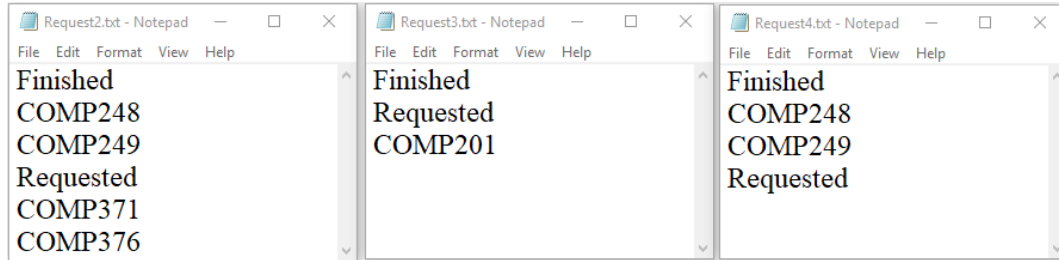 Request2.txt - Notepad
File Edit Format View Help
Finished
COMP248
COMP249
Requested
COMP371
COMP376
Request3.txt - Notepad
File Edit Format View Help
Finished
Requested
COMP201
Request4.txt - Notepad
File Edit Format View Help
Finished
COMP248
COMP249
Requested